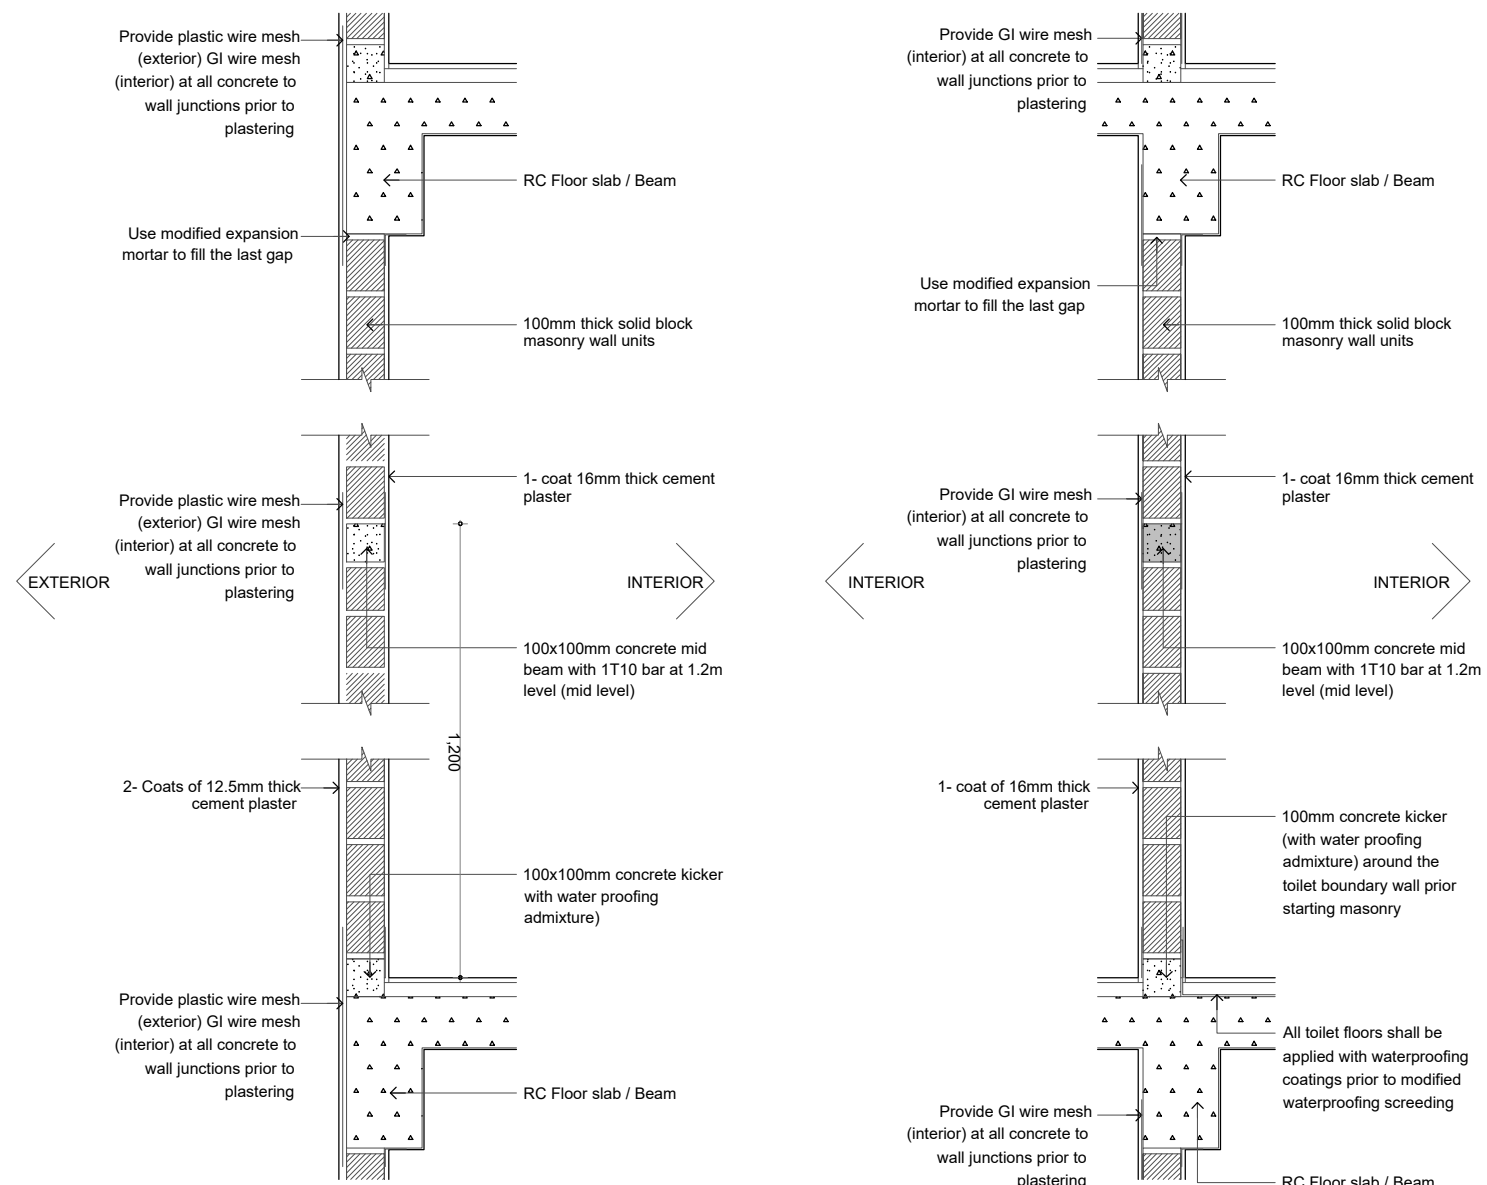 Provide plastic wire mesh
(exterior) GI wire mesh
(interior) at all concrete to
wall junctions prior to
plastering
RC Floor slab / Beam
Use modified expansion
mortar to fill the last gap
100mm thick solid block
masonry wall units
1- coat 16mm thick cement
plaster
Provide plastic wire mesh
(exterior) GI wire mesh
(interior) at all concrete to
wall junctions prior to
plastering
EXTERIOR
INTERIOR
100x100mm concrete mid
beam with 1T10 bar at 1.2m
level (mid level)
1,200
2- Coats of 12.5mm thick
cement plaster
100x100mm concrete kicker
with water proofing
admixture)
Provide plastic wire mesh
(exterior) GI wire mesh
(interior) at all concrete to
wall junctions prior to
plastering
RC Floor slab / Beam
Provide GI wire mesh
(interior) at all concrete to
wall junctions prior to
plastering
RC Floor slab / Beam
Use modified expansion
mortar to fill the last gap
100mm thick solid block
masonry wall units
1- coat 16mm thick cement
plaster
Provide GI wire mesh
(interior) at all concrete to
wall junctions prior to
plastering
INTERIOR
INTERIOR
100x100mm concrete mid
beam with 1T10 bar at 1.2m
level (mid level)
1- coat of 16mm thick
cement plaster
100mm concrete kicker
(with water proofing
admixture) around the
toilet boundary wall prior
starting masonry
All toilet floors shall be
applied with waterproofing
coatings prior to modified
waterproofing screeding
Provide GI wire mesh
(interior) at all concrete to
wall junctions prior to
plastering
RC Floor slab / Beam